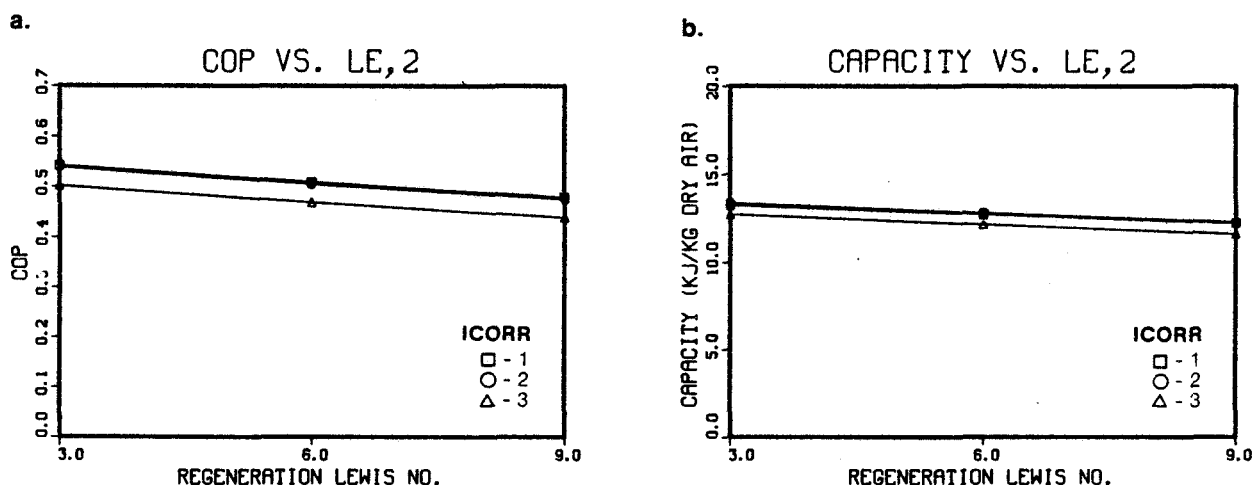 a.
COP VS. LE,2
0.7
0.6
0.5
0.4
0.3
0.2
0.1
0.0
COP
ICORR
□ - 1
○ - 2
△ - 3
3.0 6.0 9.0
REGENERATION LEWIS NO.
b.
CAPACITY VS. LE,2
20.0
15.0
10.0
5.0
0.0
CAPACITY (KJ/KG DRY AIR)
ICORR
□ - 1
○ - 2
△ - 3
3.0 6.0 9.0
REGENERATION LEWIS NO.